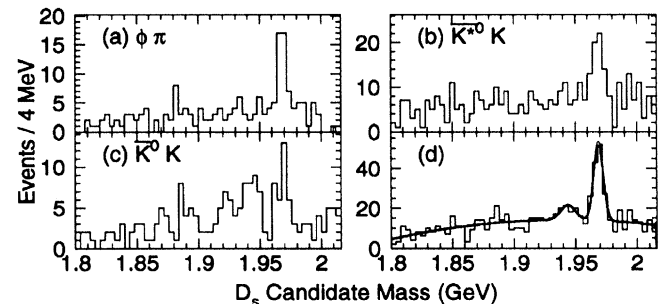 20
15
10
5
0
(a) ϕ π
20
10
0
(b) K̅*⁰ K
10
5
0
(c) K̅⁰ K
40
20
0
(d)
1.8 1.85 1.9 1.95 2
1.8 1.85 1.9 1.95 2
Events / 4 MeV
Dₛ Candidate Mass (GeV)